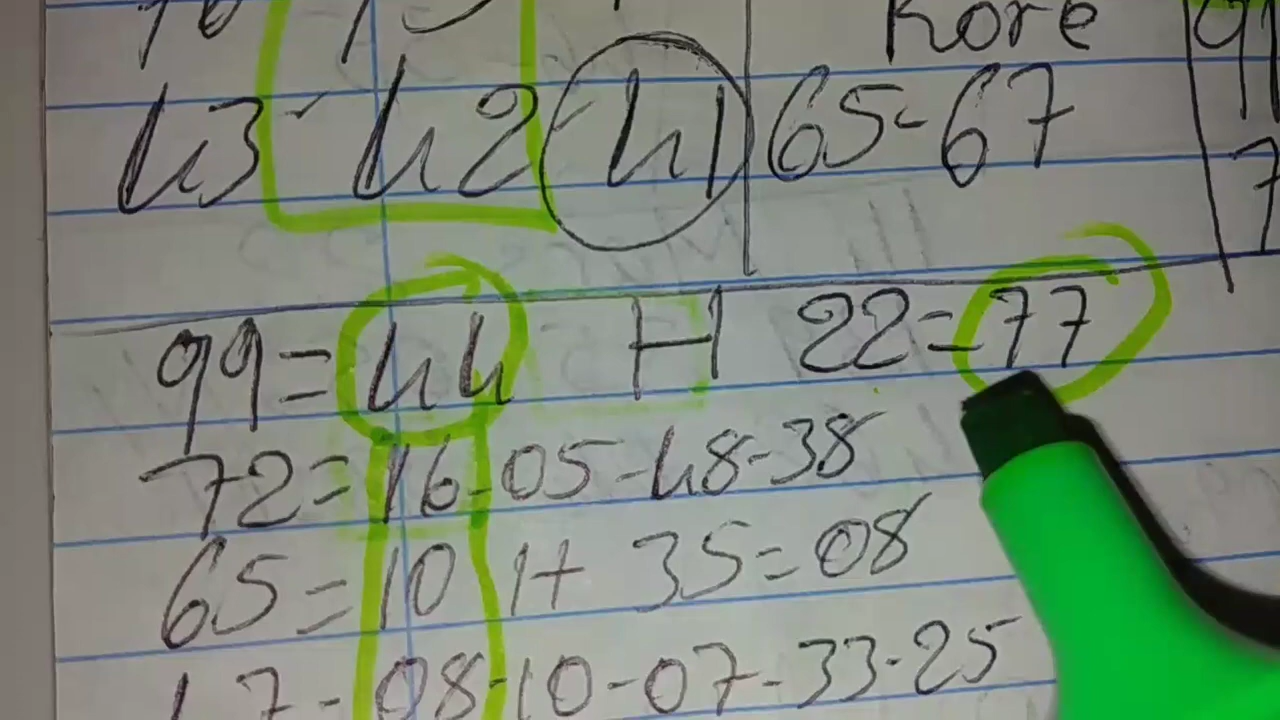 Kore
43 - 42 - 41 65-67
99=44 H 22=77
72=16-05-48-38
65=10 1+ 35=08
08-10-07-33-25